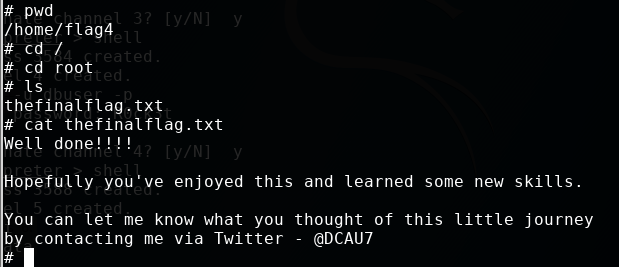 # pwd
/home/flag4
# cd /
# cd root
# ls
thefinalflag.txt
# cat thefinalflag.txt
Well done!!!!
Hopefully you've enjoyed this and learned some new skills.
You can let me know what you thought of this little journey
by contacting me via Twitter - @DCAU7
#